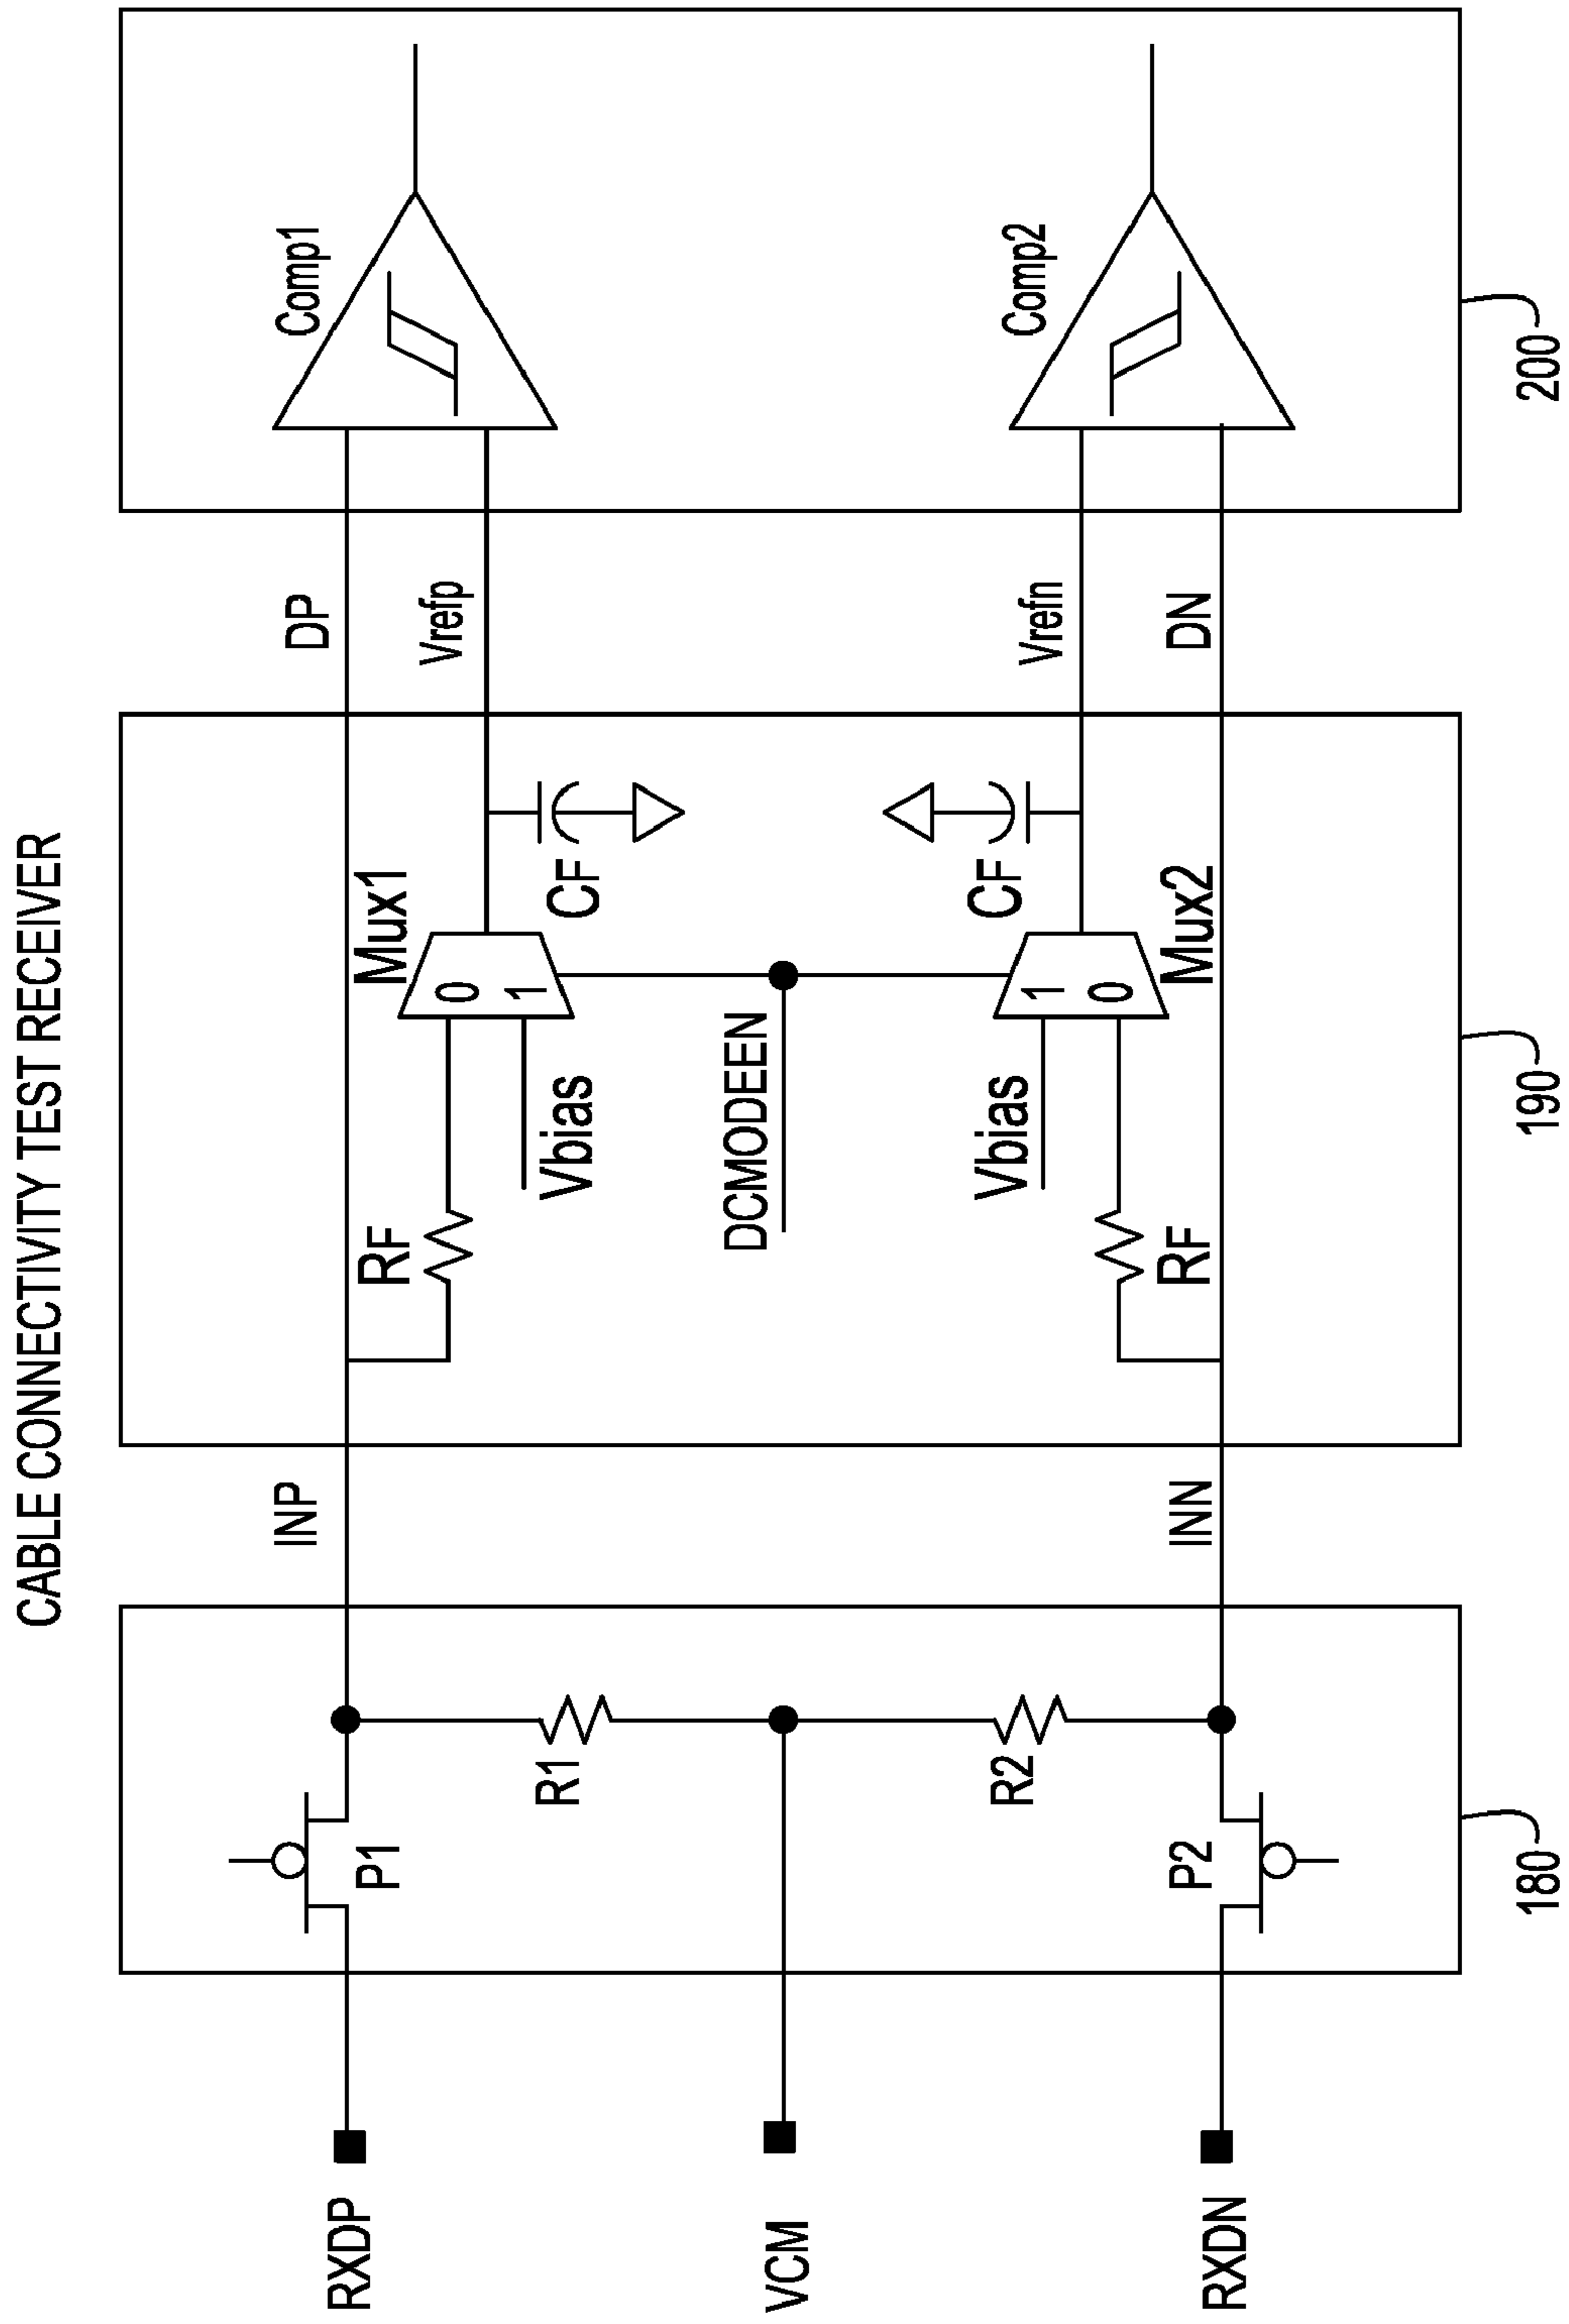 CABLE CONNECTIVITY TEST RECEIVER
RXDP
VCM
RXDN
P1
R1
R2
P2
180
INP
INN
RF
Vbias
DCMODEEN
Vbias
RF
Mux1
0
1
CF
CF
1
0
Mux2
190
DP
Vrefp
Vrefn
DN
Comp1
Comp2
200